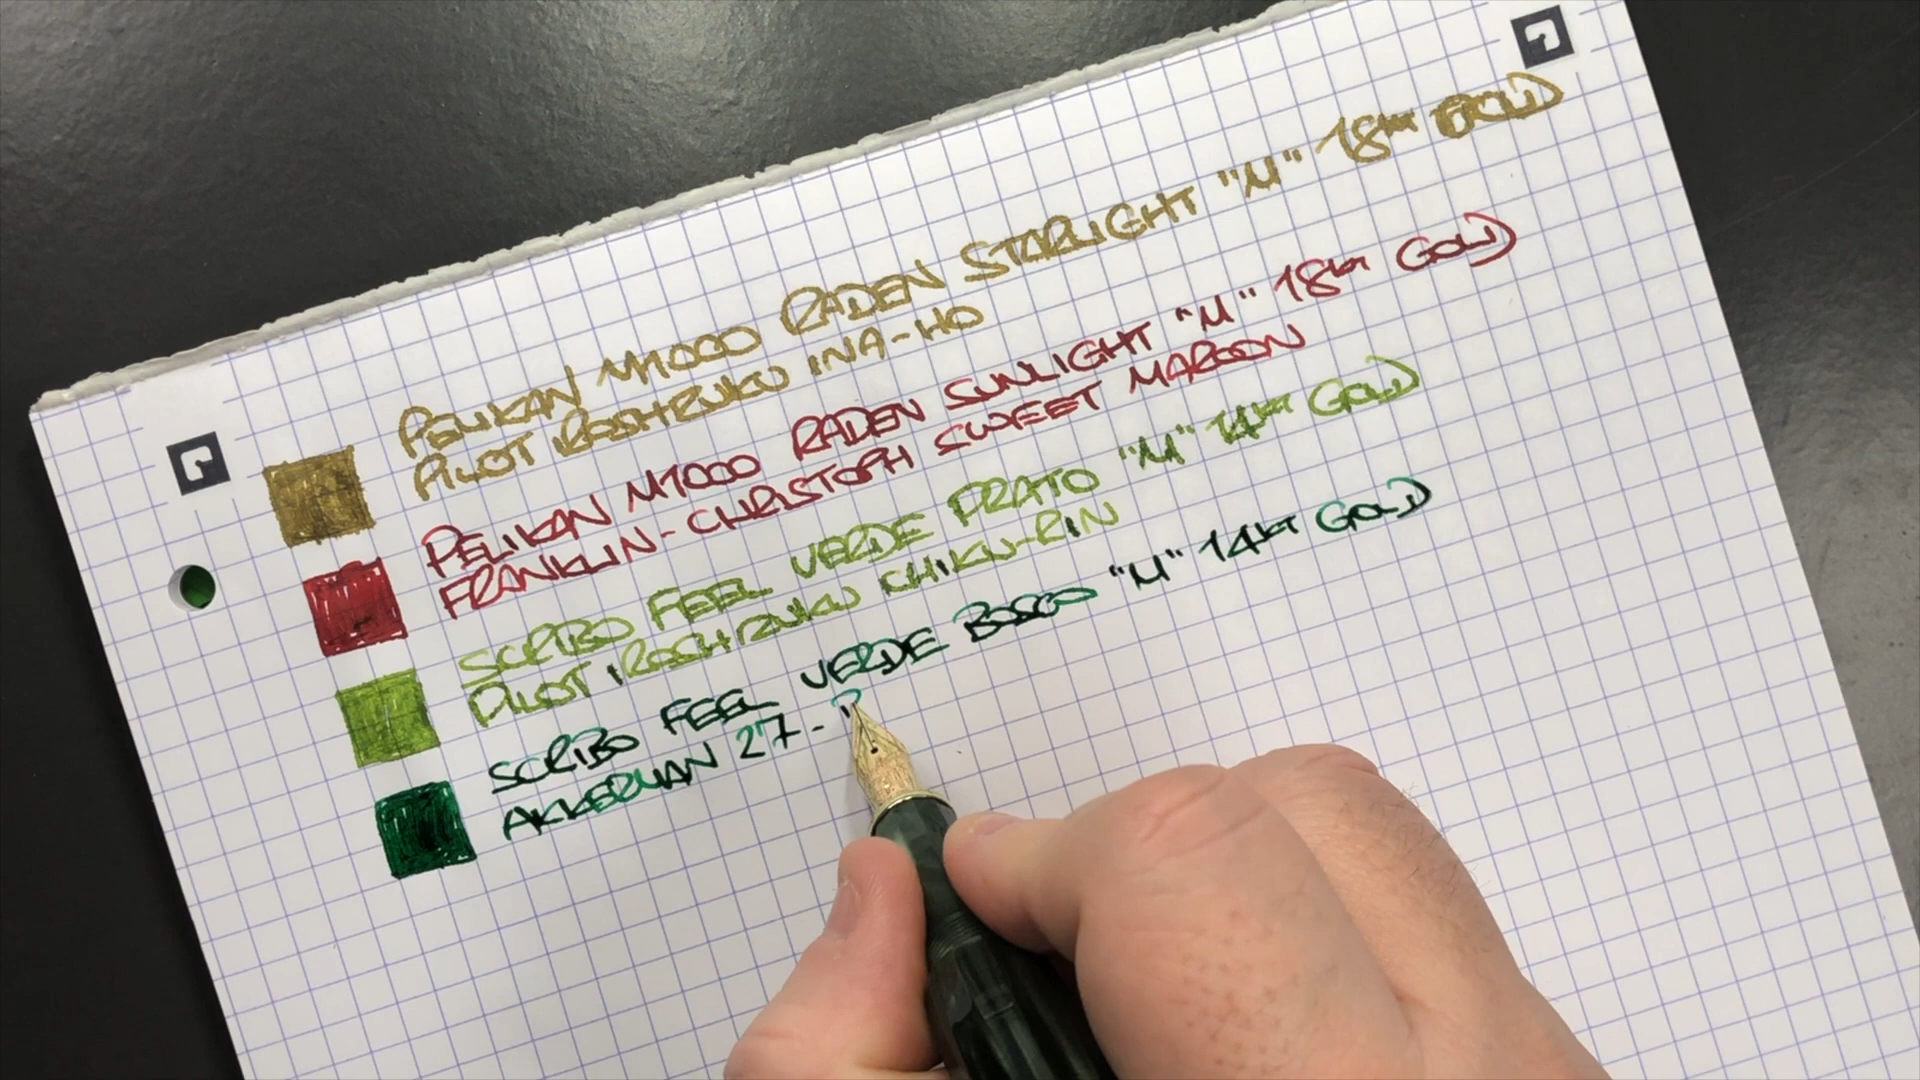 PELIKAN M1000 RADEN STARLIGHT "M" 18KT GOLD
PILOT IROSHIZUKU INA-HO
PELIKAN M1000 RADEN SUNLIGHT "M" 18KT GOLD
FRANKLIN-CHRISTOPH SWEET MAROON
SCRIBO FEEL VERDE PRATO "M" 14KT GOLD
PILOT IROSHIZUKU CHIKU-RIN
SCRIBO FEEL VERDE BOSCO "M" 14KT GOLD
AKKERMAN 27-